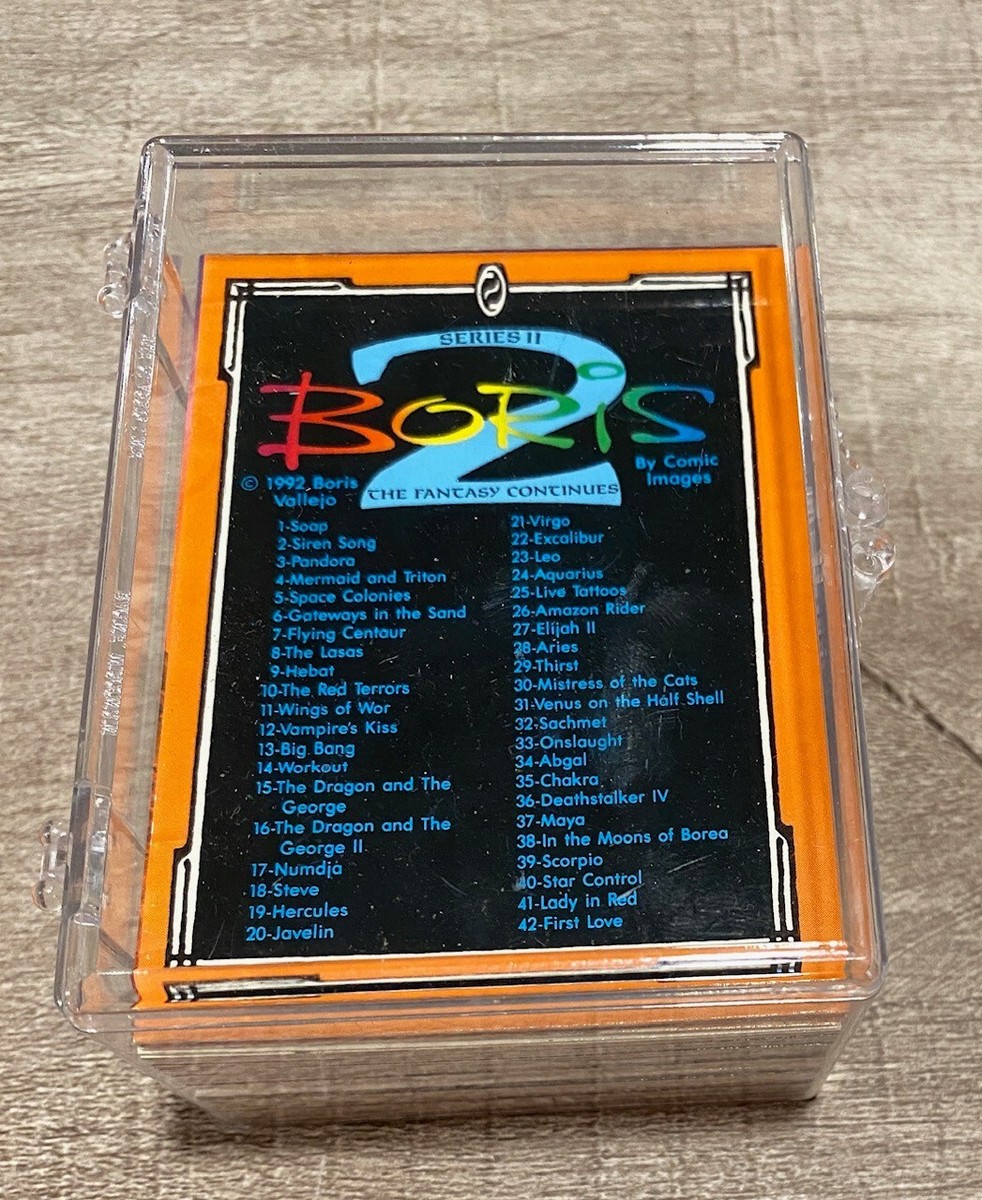 SERIES II
2
BORiS
© 1992 Boris
Vallejo
By Comic
Images
THE FANTASY CONTINUES
1-Soap
2-Siren Song
3-Pandora
4-Mermaid and Triton
5-Space Colonies
6-Gateways in the Sand
7-Flying Centaur
8-The Lasas
9-Hebat
10-The Red Terrors
11-Wings of Wor
12-Vampire's Kiss
13-Big Bang
14-Workout
15-The Dragon and The
George
16-The Dragon and The
George II
17-Numdja
18-Steve
19-Hercules
20-Javelin
21-Virgo
22-Excalibur
23-Leo
24-Aquarius
25-Live Tattoos
26-Amazon Rider
27-Elijah II
28-Aries
29-Thirst
30-Mistress of the Cats
31-Venus on the Half Shell
32-Sachmet
33-Onslaught
34-Abgal
35-Chakra
36-Deathstalker IV
37-Maya
38-In the Moons of Borea
39-Scorpio
40-Star Control
41-Lady in Red
42-First Love